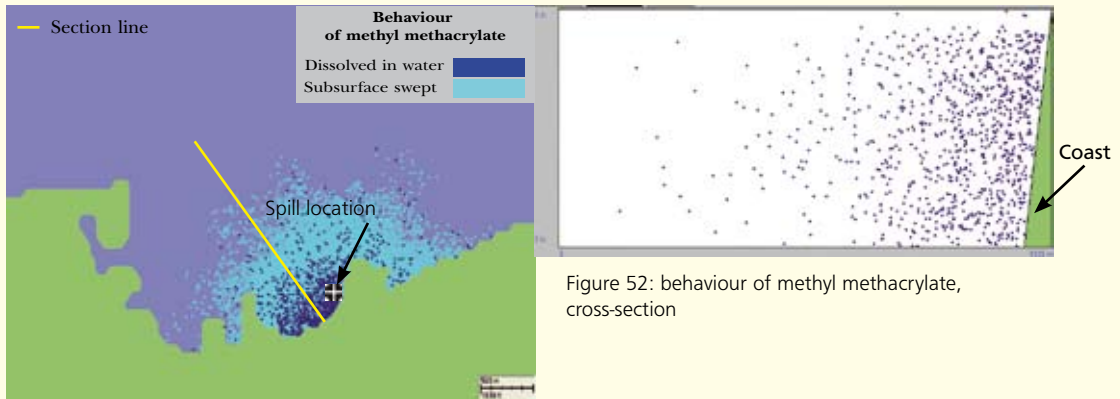 Section line
Behaviour
of methyl methacrylate
Dissolved in water
Subsurface swept
Spill location
Coast
Figure 52: behaviour of methyl methacrylate,
cross-section